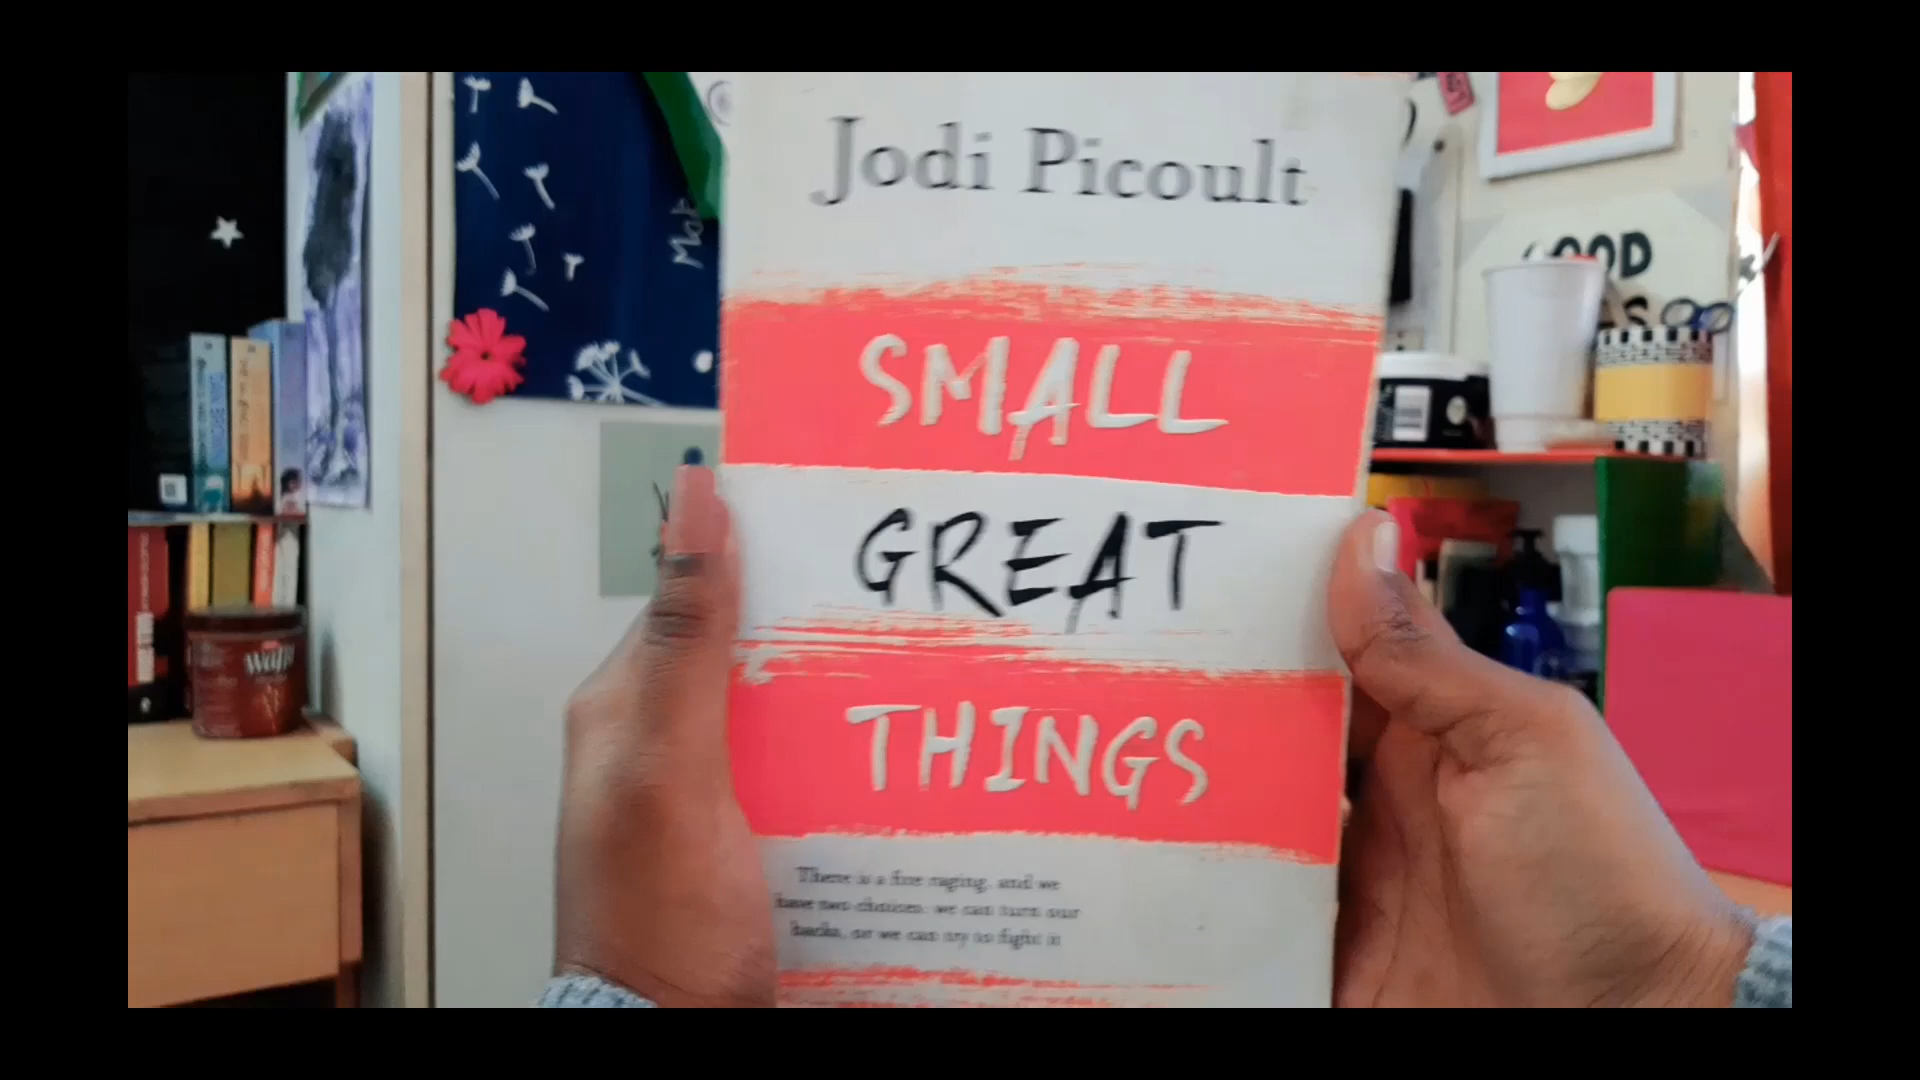 Jodi Picoult
SMALL
GREAT
THINGS
There is a fire raging, and we
have two choices: we can turn our
backs, or we can try to fight it
OOD